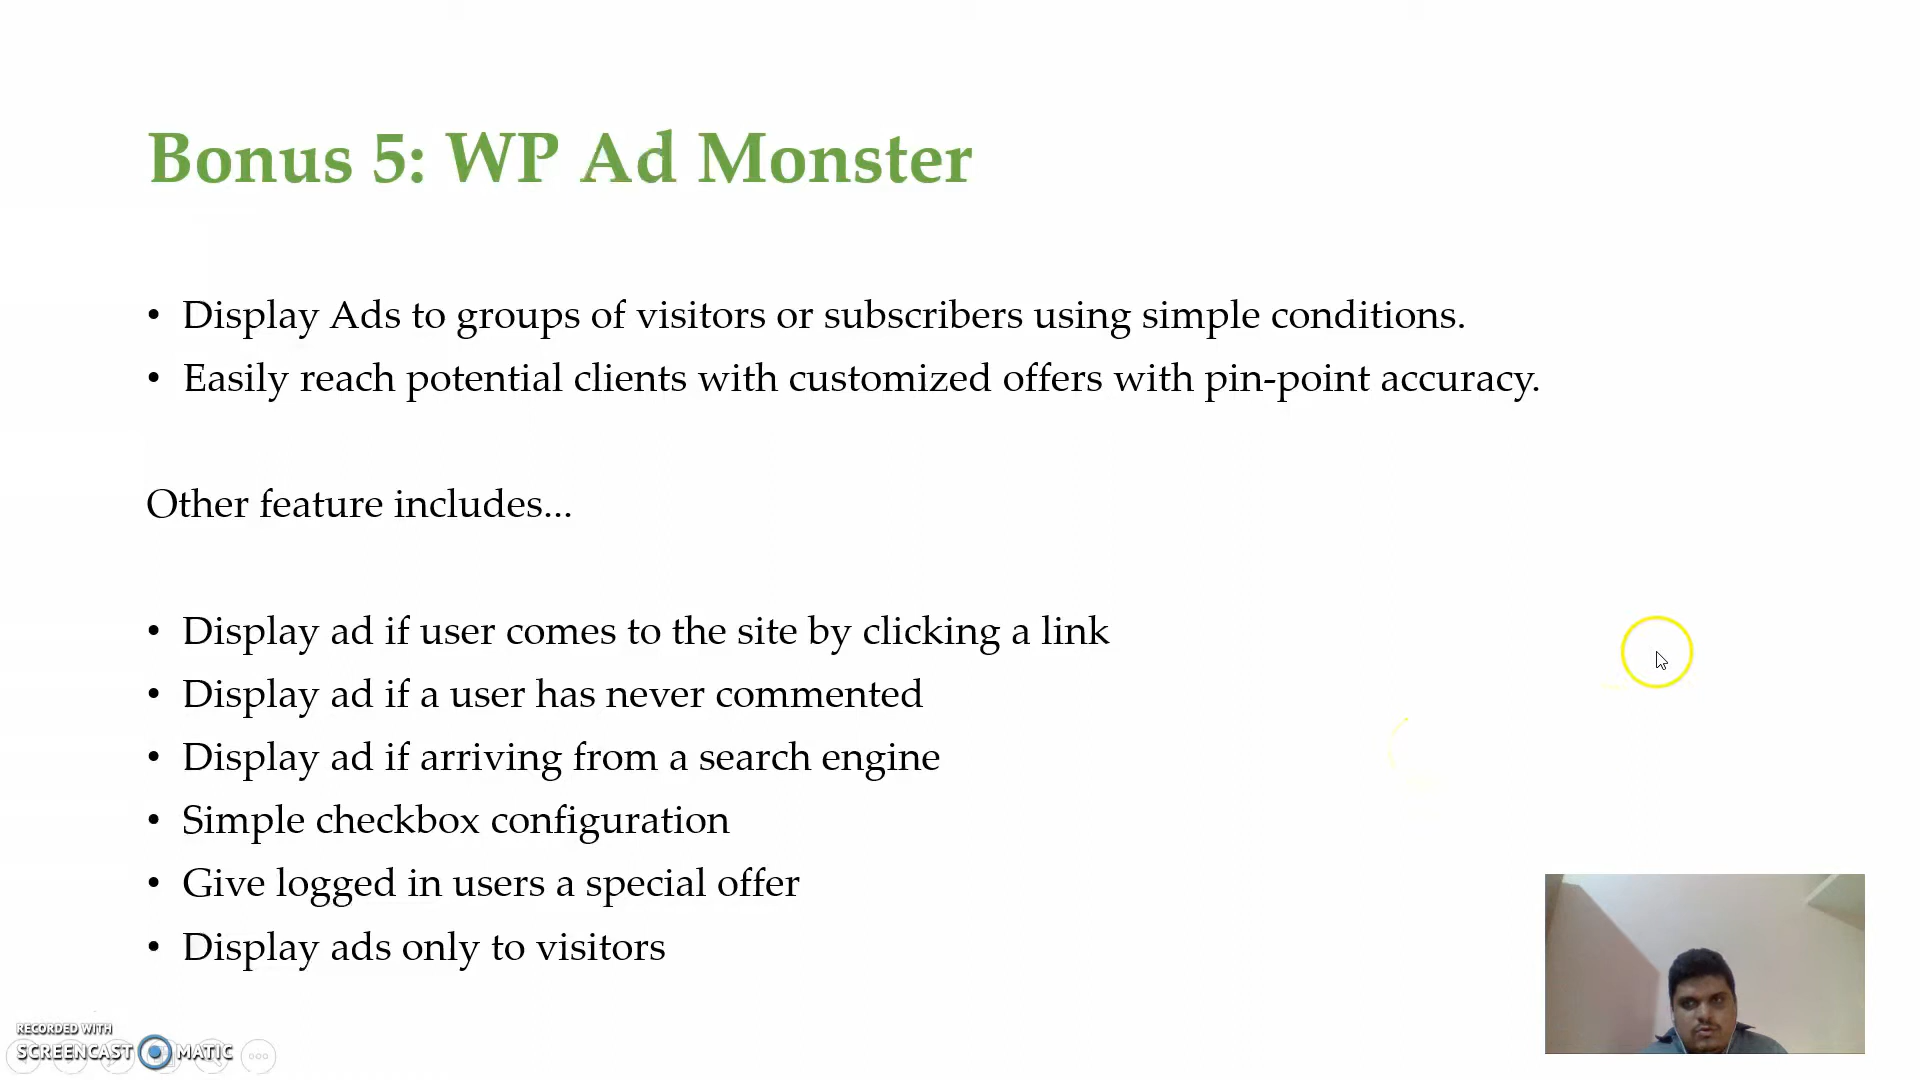 Bonus 5: WP Ad Monster
• Display Ads to groups of visitors or subscribers using simple conditions.
• Easily reach potential clients with customized offers with pin-point accuracy.
Other feature includes...
• Display ad if user comes to the site by clicking a link
• Display ad if a user has never commented
• Display ad if arriving from a search engine
• Simple checkbox configuration
• Give logged in users a special offer
• Display ads only to visitors
RECORDED WITH
SCREENCAST MATIC